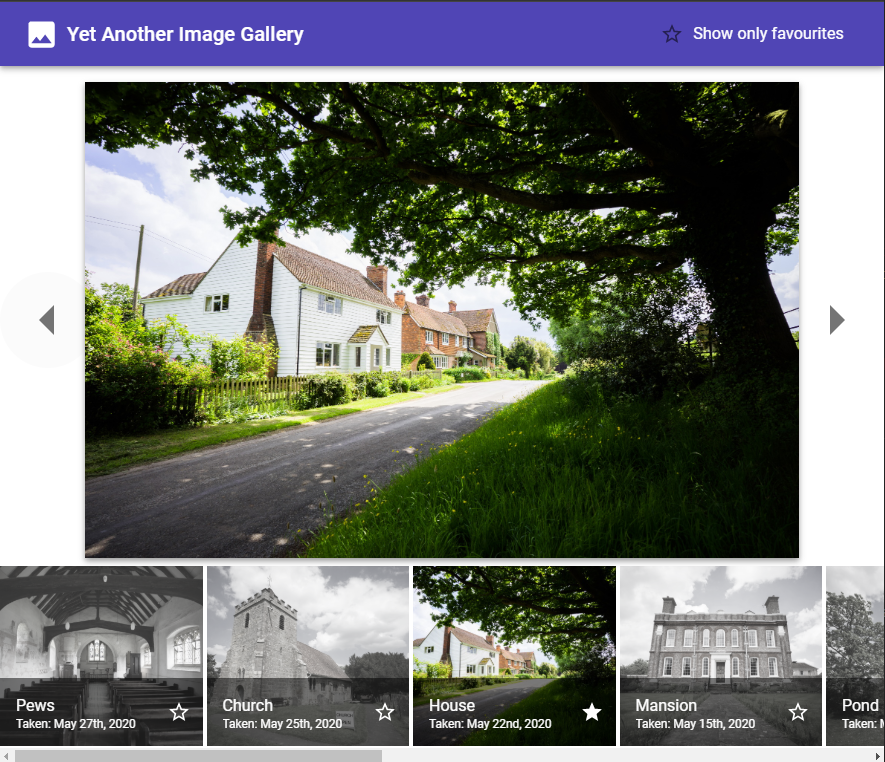 Yet Another Image Gallery
Show only favourites
Pews
Taken: May 27th, 2020
Church
Taken: May 25th, 2020
House
Taken: May 22nd, 2020
Mansion
Taken: May 15th, 2020
Pond
Taken: